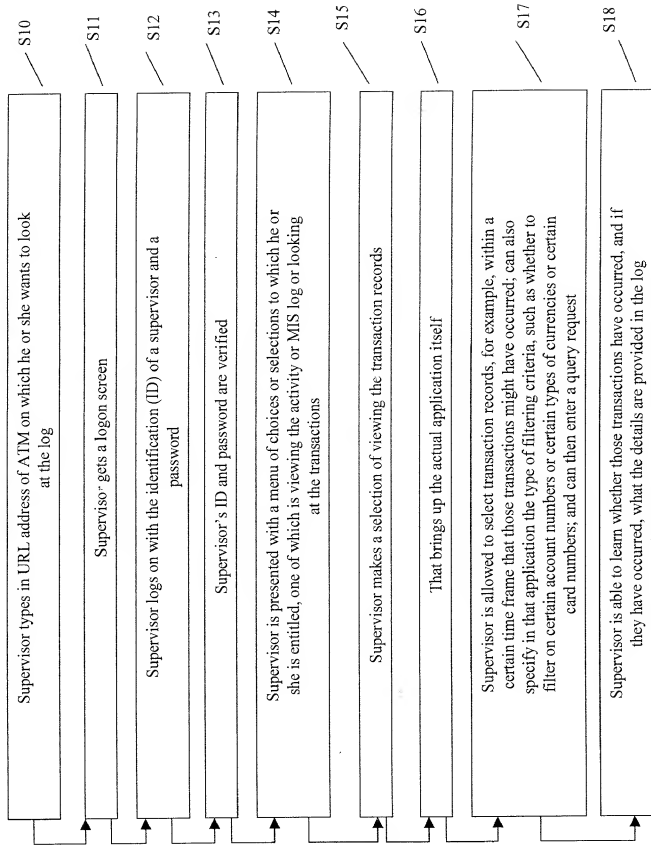 Supervisor types in URL address of ATM on which he or she wants to look
at the log
S10
Supervisor gets a logon screen
S11
Supervisor logs on with the identification (ID) of a supervisor and a
password
S12
Supervisor's ID and password are verified
S13
Supervisor is presented with a menu of choices or selections to which he or
she is entitled, one of which is viewing the activity or MIS log or looking
at the transactions
S14
Supervisor makes a selection of viewing the transaction records
S15
That brings up the actual application itself
S16
Supervisor is allowed to select transaction records, for example, within a
certain time frame that those transactions might have occurred; can also
specify in that application the type of filtering criteria, such as whether to
filter on certain account numbers or certain types of currencies or certain
card numbers; and can then enter a query request
S17
Supervisor is able to learn whether those transactions have occurred, and if
they have occurred, what the details are provided in the log
S18